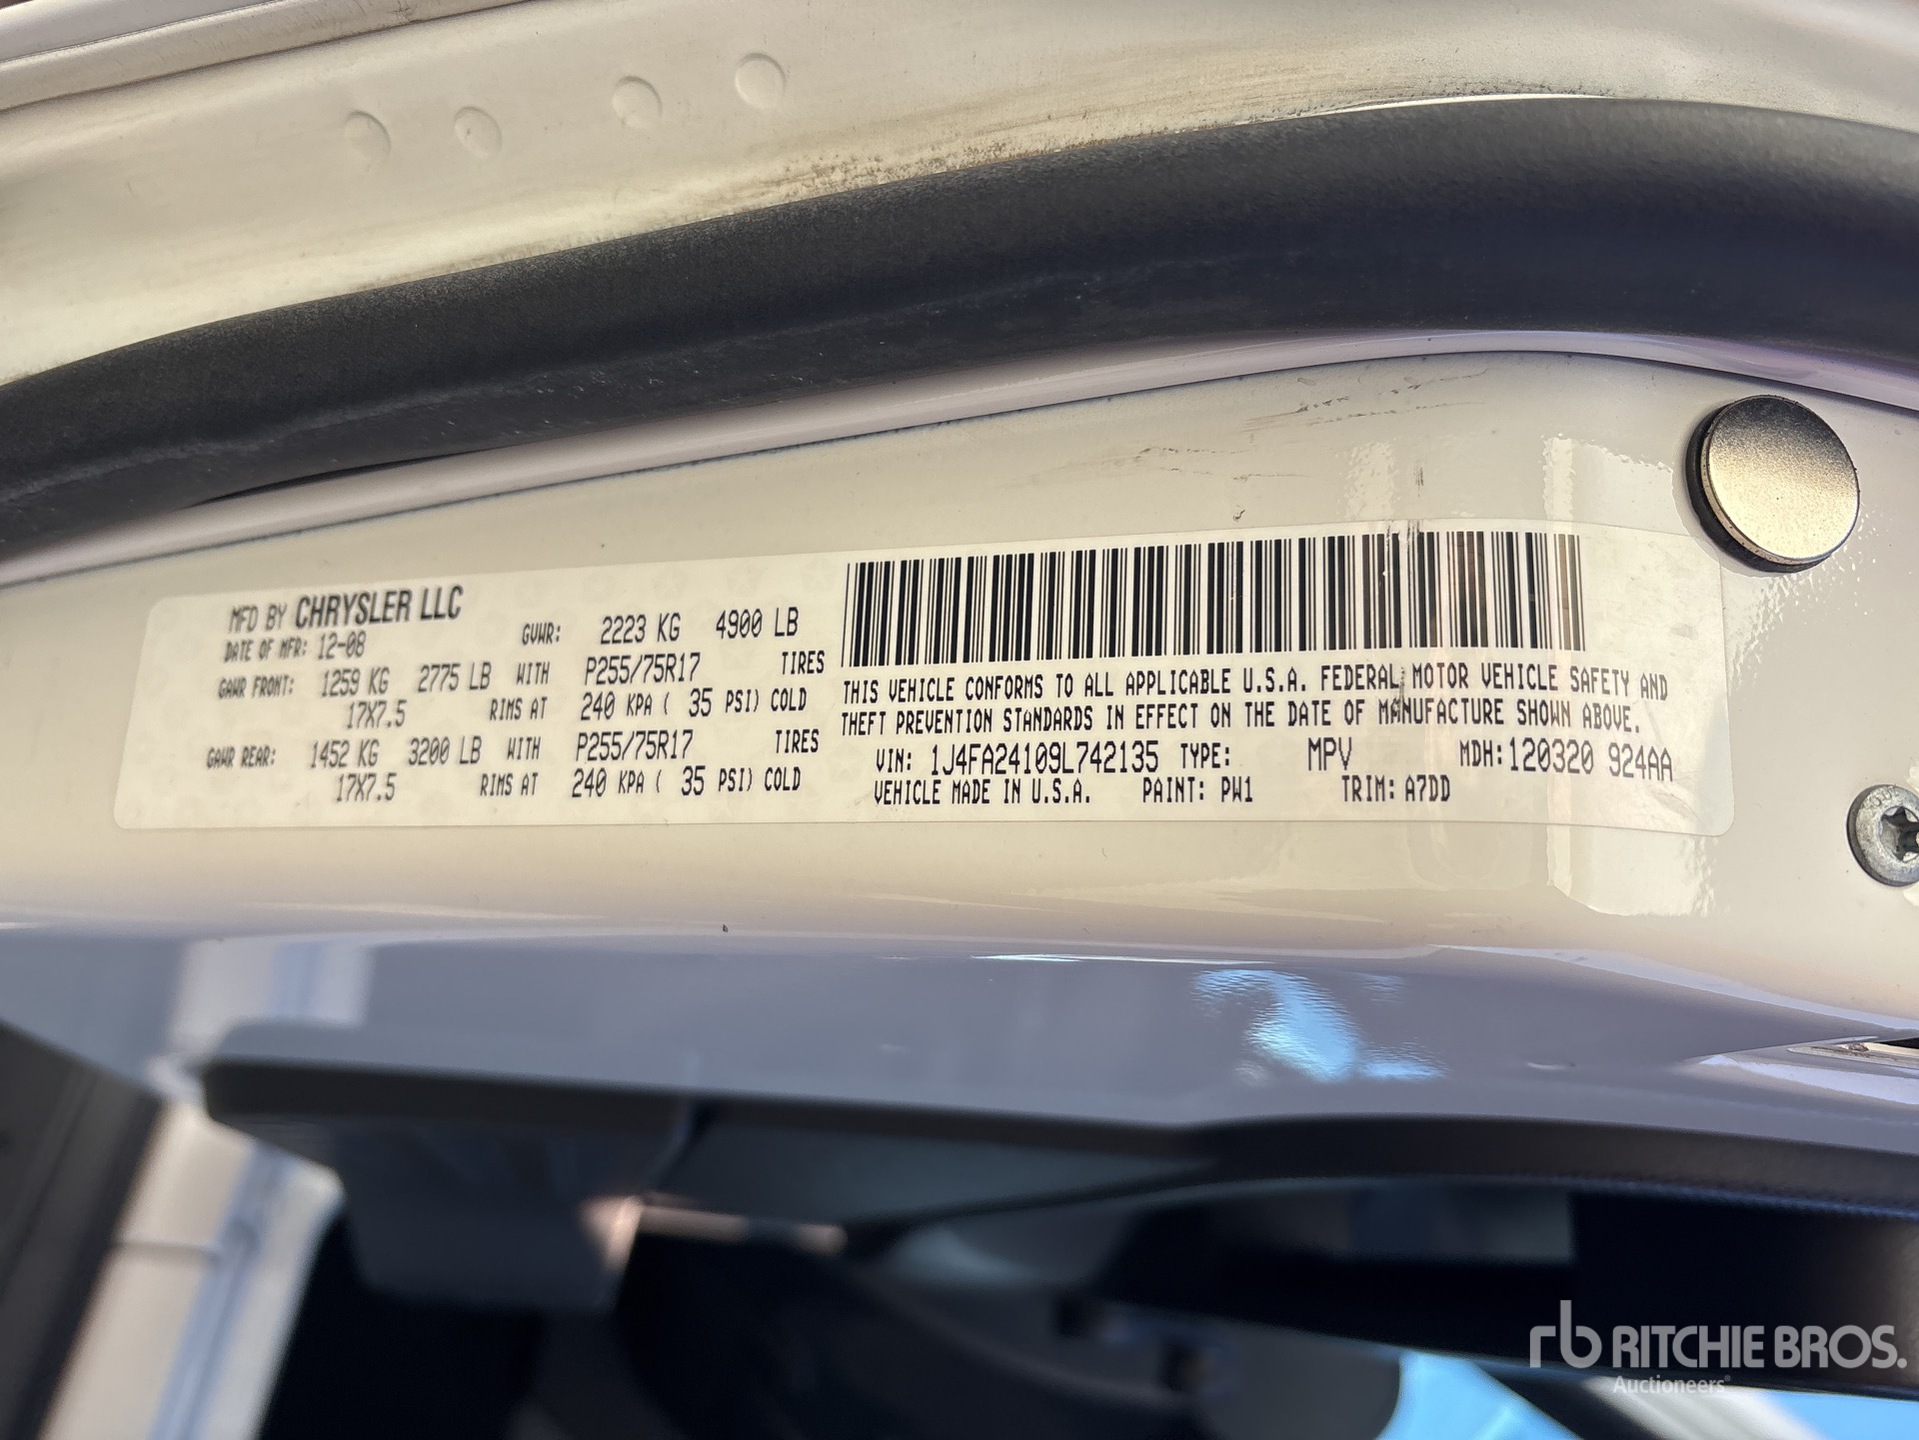 MFD BY CHRYSLER LLC
DATE OF MFR: 12-08 GVWR: 2223 KG 4900 LB
GAWR FRONT: 1259 KG 2775 LB WITH P255/75R17 TIRES
17X7.5 RIMS AT 240 KPA ( 35 PSI) COLD
GAWR REAR: 1452 KG 3200 LB WITH P255/75R17 TIRES
17X7.5 RIMS AT 240 KPA ( 35 PSI) COLD
THIS VEHICLE CONFORMS TO ALL APPLICABLE U.S.A. FEDERAL MOTOR VEHICLE SAFETY AND
THEFT PREVENTION STANDARDS IN EFFECT ON THE DATE OF MANUFACTURE SHOWN ABOVE.
VIN: 1J4FA24109L742135 TYPE: MPV MDH: 120320 924AA
VEHICLE MADE IN U.S.A. PAINT: PW1 TRIM: A7DD
rb RITCHIE BROS.
Auctioneers